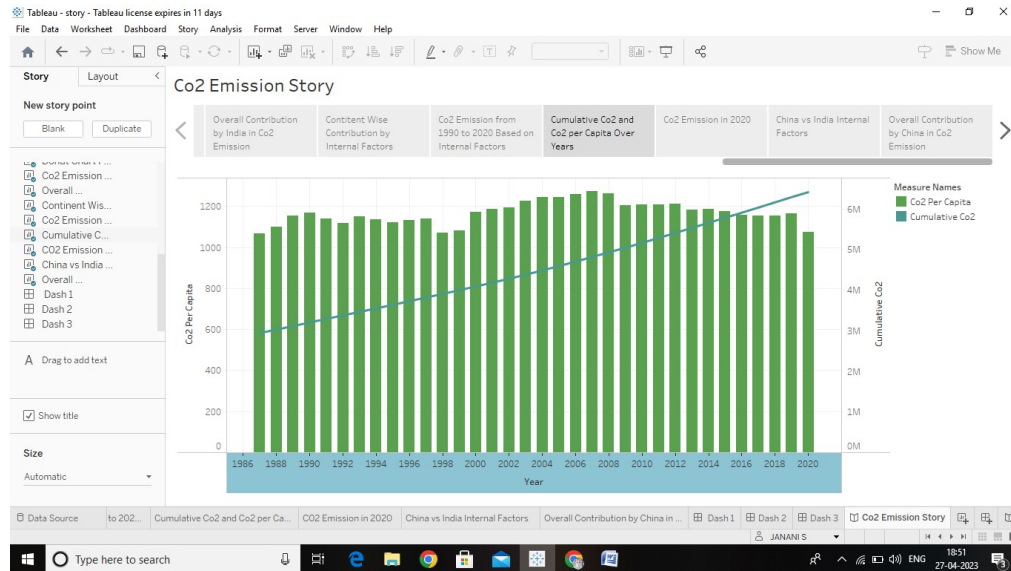 Tableau - story - Tableau license expires in 11 days
File Data Worksheet Dashboard Story Analysis Format Server Window Help
Show Me
Story Layout
New story point
Blank Duplicate
Co2 Emission ...
Overall ...
Continent Wis...
Co2 Emission ...
Cumulative C...
CO2 Emission ...
China vs India ...
Overall ...
Dash 1
Dash 2
Dash 3
A Drag to add text
Show title
Size
Automatic
Co2 Emission Story
Overall Contribution
by India in Co2
Emission
Contitent Wise
Contribution by
Internal Factors
Co2 Emission from
1990 to 2020 Based on
Internal Factors
Cumulative Co2 and
Co2 per Capita Over
Years
Co2 Emission in 2020
China vs India Internal
Factors
Overall Contribution
by China in Co2
Emission
Co2 Per Capita
1200
1000
800
600
400
200
0
6M
5M
4M
3M
2M
1M
0M
Cumulative Co2
1986 1988 1990 1992 1994 1996 1998 2000 2002 2004 2006 2008 2010 2012 2014 2016 2018 2020
Year
Measure Names
Co2 Per Capita
Cumulative Co2
Data Source to 202... Cumulative Co2 and Co2 per Ca... CO2 Emission in 2020 China vs India Internal Factors Overall Contribution by China in ... Dash 1 Dash 2 Dash 3 Co2 Emission Story
JANANI S
Type here to search
ENG
18:51
27-04-2023
3